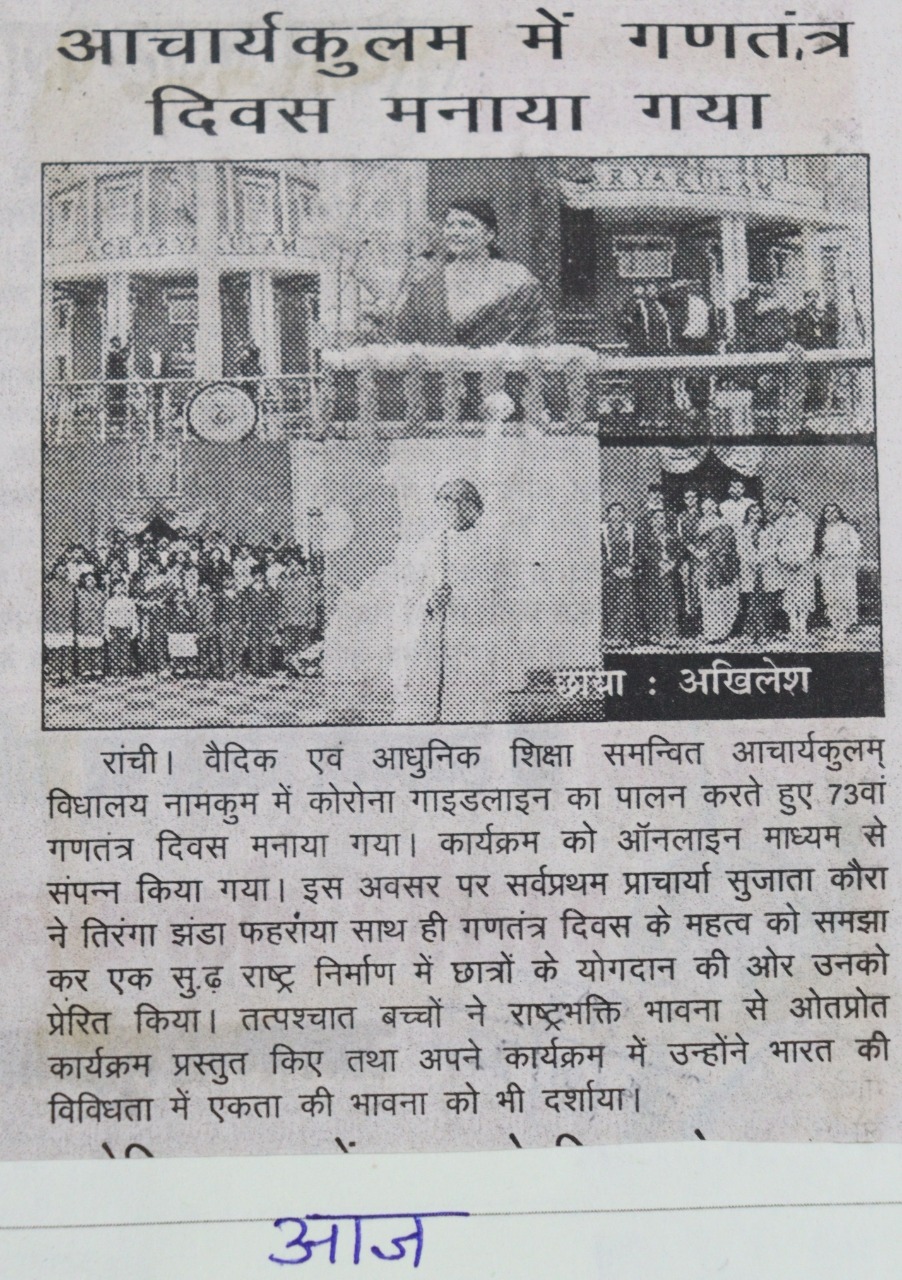 आचार्यकुलम में गणतंत्र
दिवस मनाया गया
ACHARYAKULAM
ARYAKULAM
छाया : अखिलेश
रांची। वैदिक एवं आधुनिक शिक्षा समन्वित आचार्यकुलम्
विधालय नामकुम में कोरोना गाइडलाइन का पालन करते हुए 73वां
गणतंत्र दिवस मनाया गया। कार्यक्रम को ऑनलाइन माध्यम से
संपन्न किया गया। इस अवसर पर सर्वप्रथम प्राचार्या सुजाता कौरा
ने तिरंगा झंडा फहराया साथ ही गणतंत्र दिवस के महत्व को समझा
कर एक सु.ढ़ राष्ट्र निर्माण में छात्रों के योगदान की ओर उनको
प्रेरित किया। तत्पश्चात बच्चों ने राष्ट्रभक्ति भावना से ओतप्रोत
कार्यक्रम प्रस्तुत किए तथा अपने कार्यक्रम में उन्होंने भारत की
विविधता में एकता की भावना को भी दर्शाया।
आज